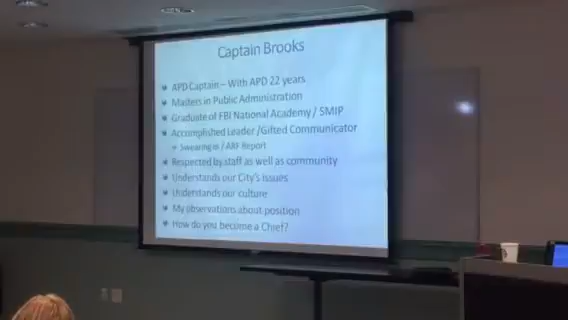 Captain Brooks
APD Captain – With APD 22 years
Masters in Public Administration
Graduate of FBI National Academy / SMIP
Accomplished Leader /Gifted Communicator
Swearing in / ARF Report
Respected by staff as well as community
Understands our City's issues
Understands our culture
My observations about position
How do you become a Chief?